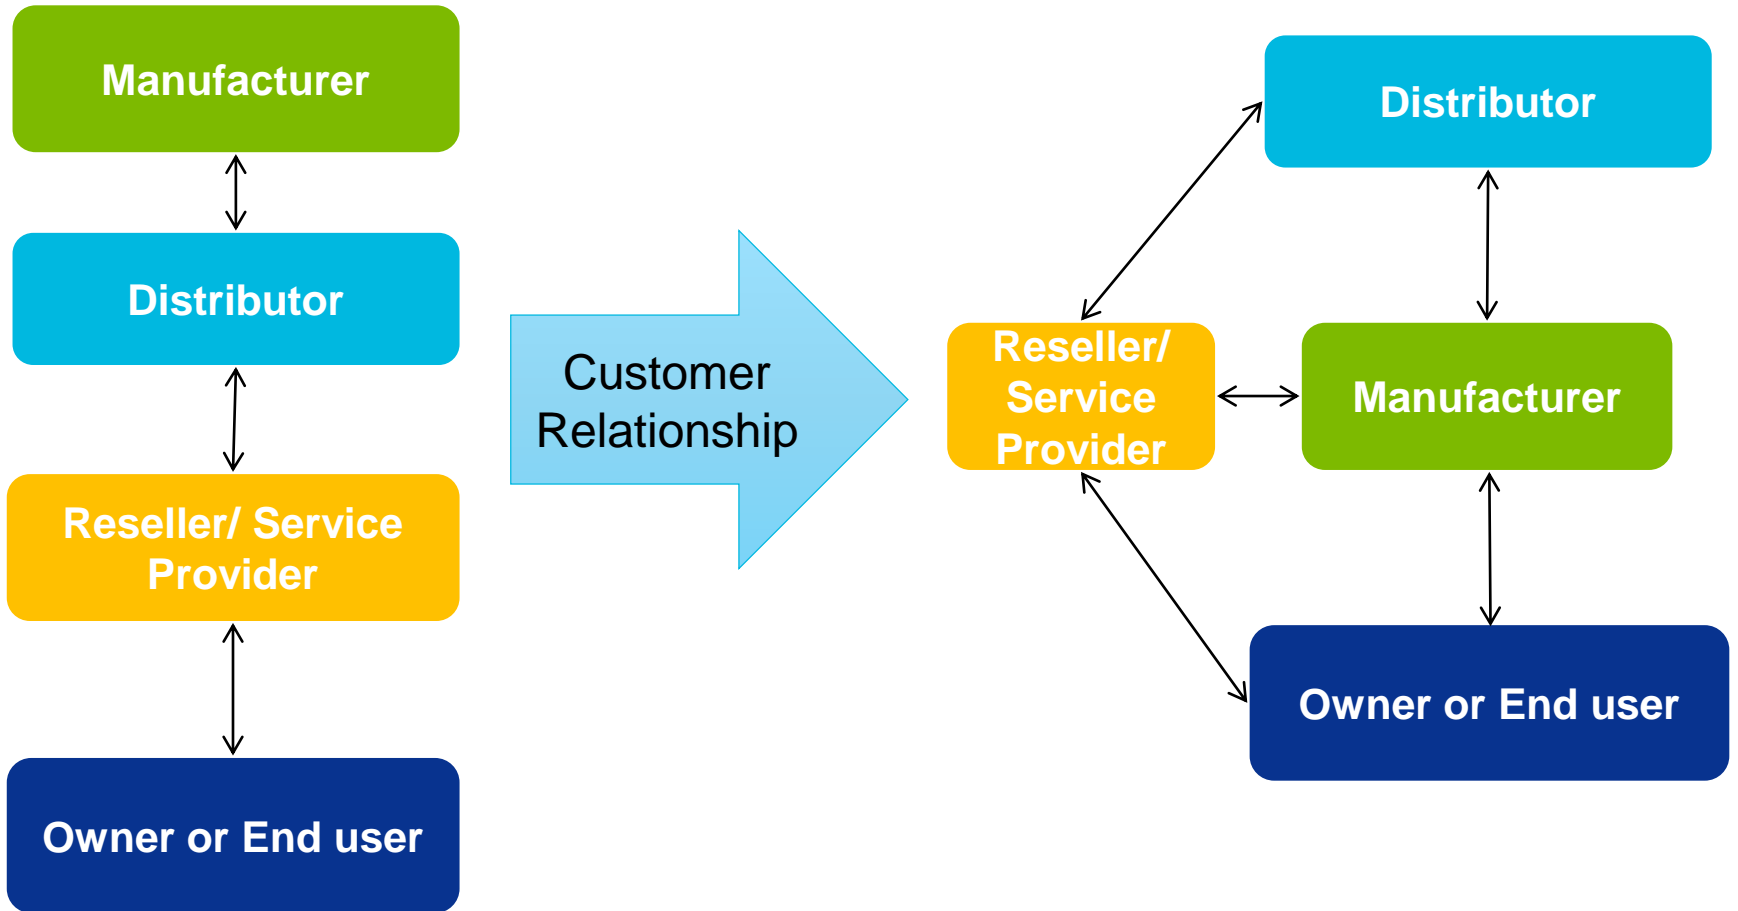 Manufacturer
Distributor
Reseller/ Service
Provider
Owner or End user
Customer
Relationship
Distributor
Reseller/
Service
Provider
Manufacturer
Owner or End user